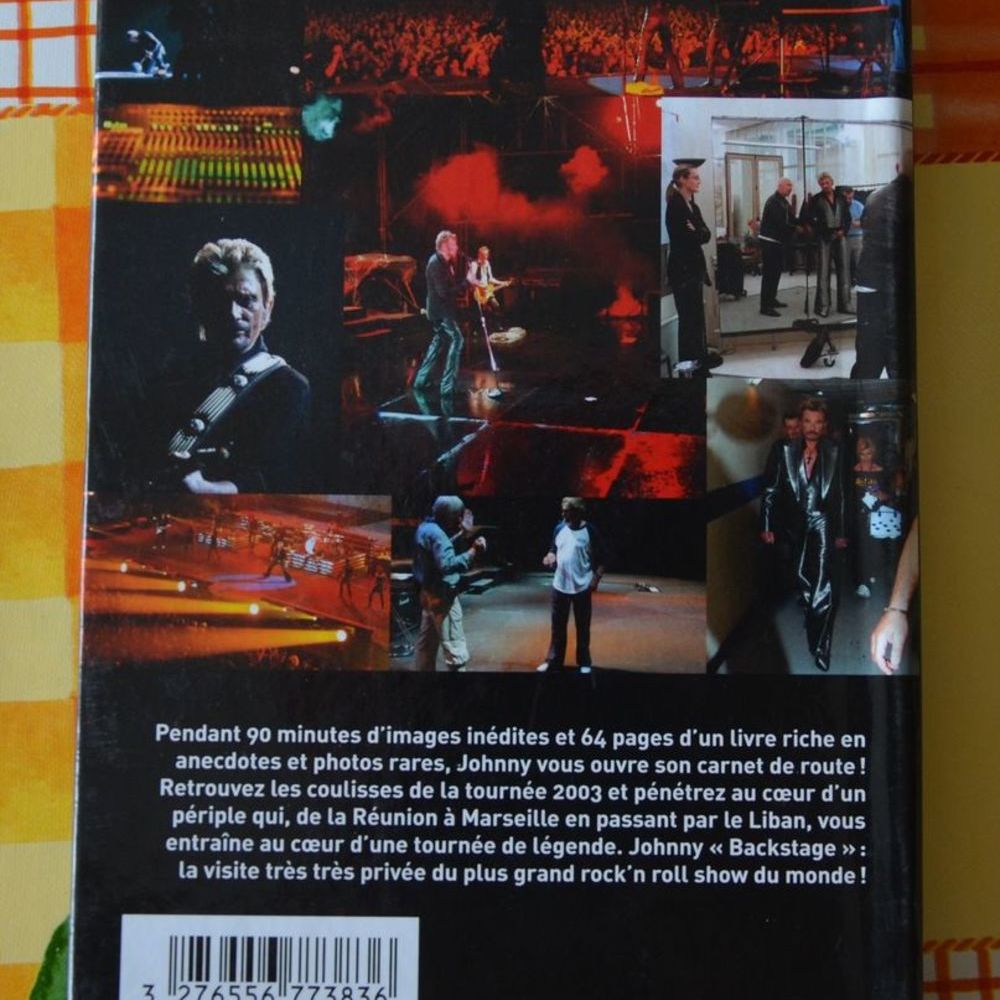 Pendant 90 minutes d'images inédites et 64 pages d'un livre riche en
anecdotes et photos rares, Johnny vous ouvre son carnet de route !
Retrouvez les coulisses de la tournée 2003 et pénétrez au cœur d'un
périple qui, de la Réunion à Marseille en passant par le Liban, vous
entraîne au cœur d'une tournée de légende. Johnny « Backstage » :
la visite très très privée du plus grand rock'n roll show du monde !
3 276556 773836